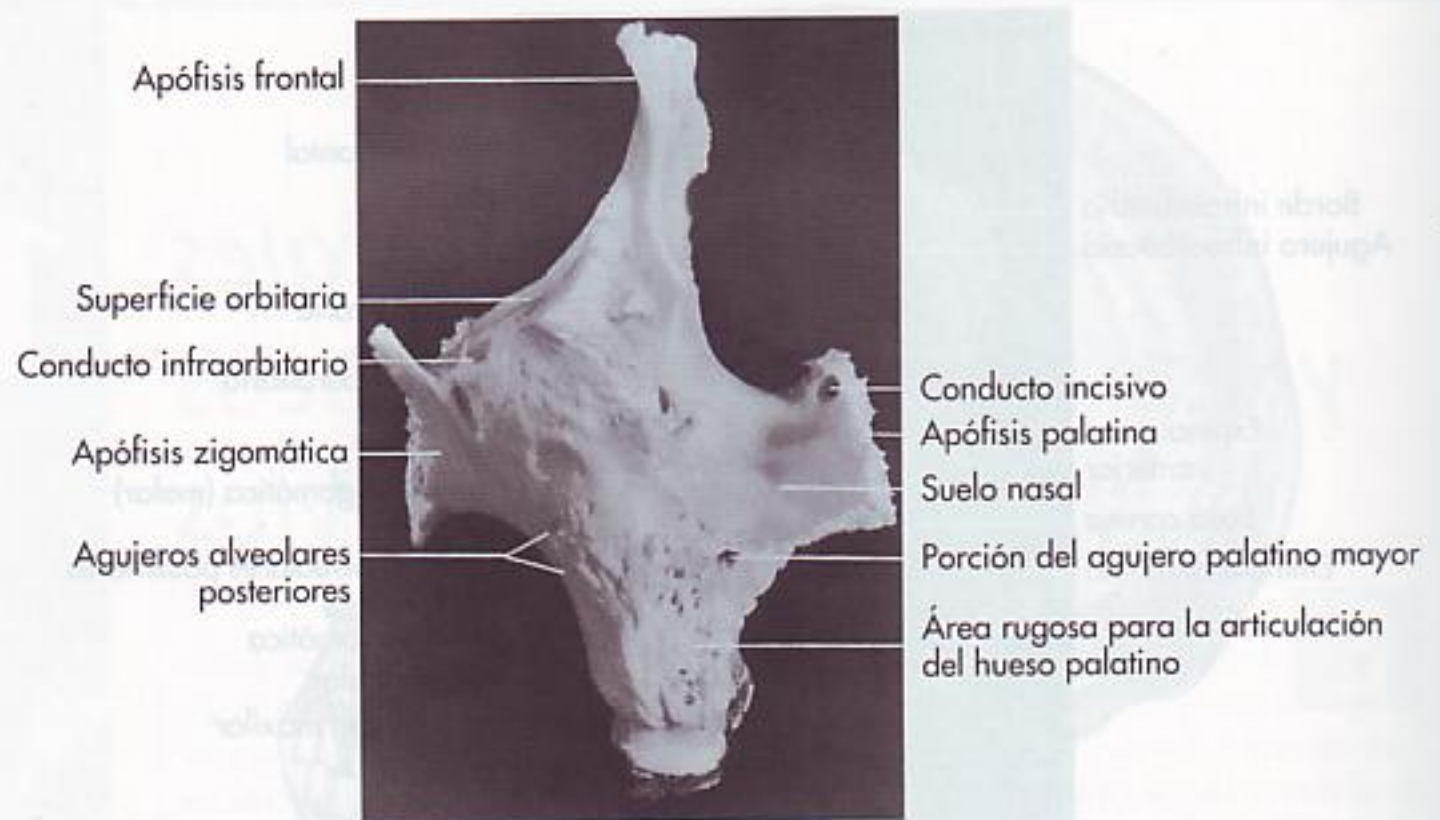 Apófisis frontal
Superficie orbitaria
Conducto infraorbitario
Apófisis zigomática
Agujeros alveolares
posteriores
Conducto incisivo
Apófisis palatina
Suelo nasal
Porción del agujero palatino mayor
Área rugosa para la articulación
del hueso palatino